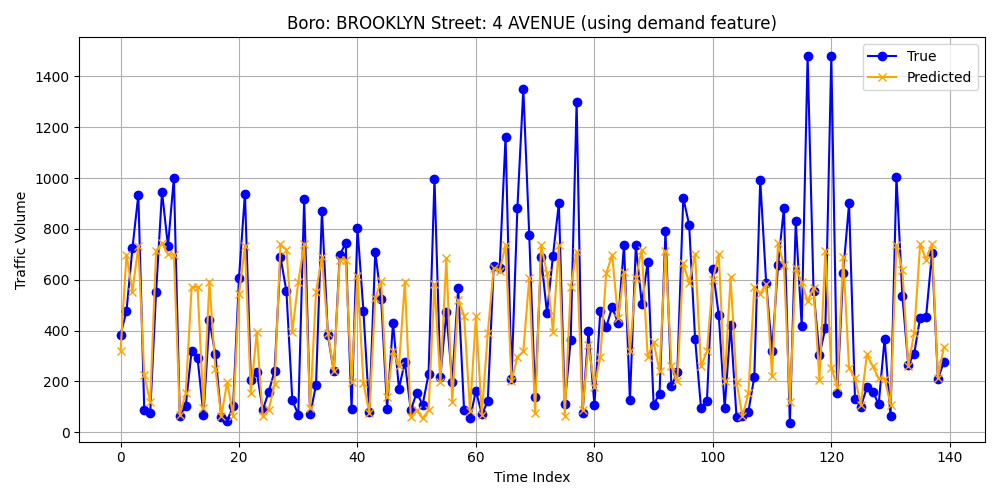 Boro: BROOKLYN Street: 4 AVENUE (using demand feature)
True
Predicted
Traffic Volume
1400
1200
1000
800
600
400
200
0
0 20 40 60 80 100 120 140
Time Index